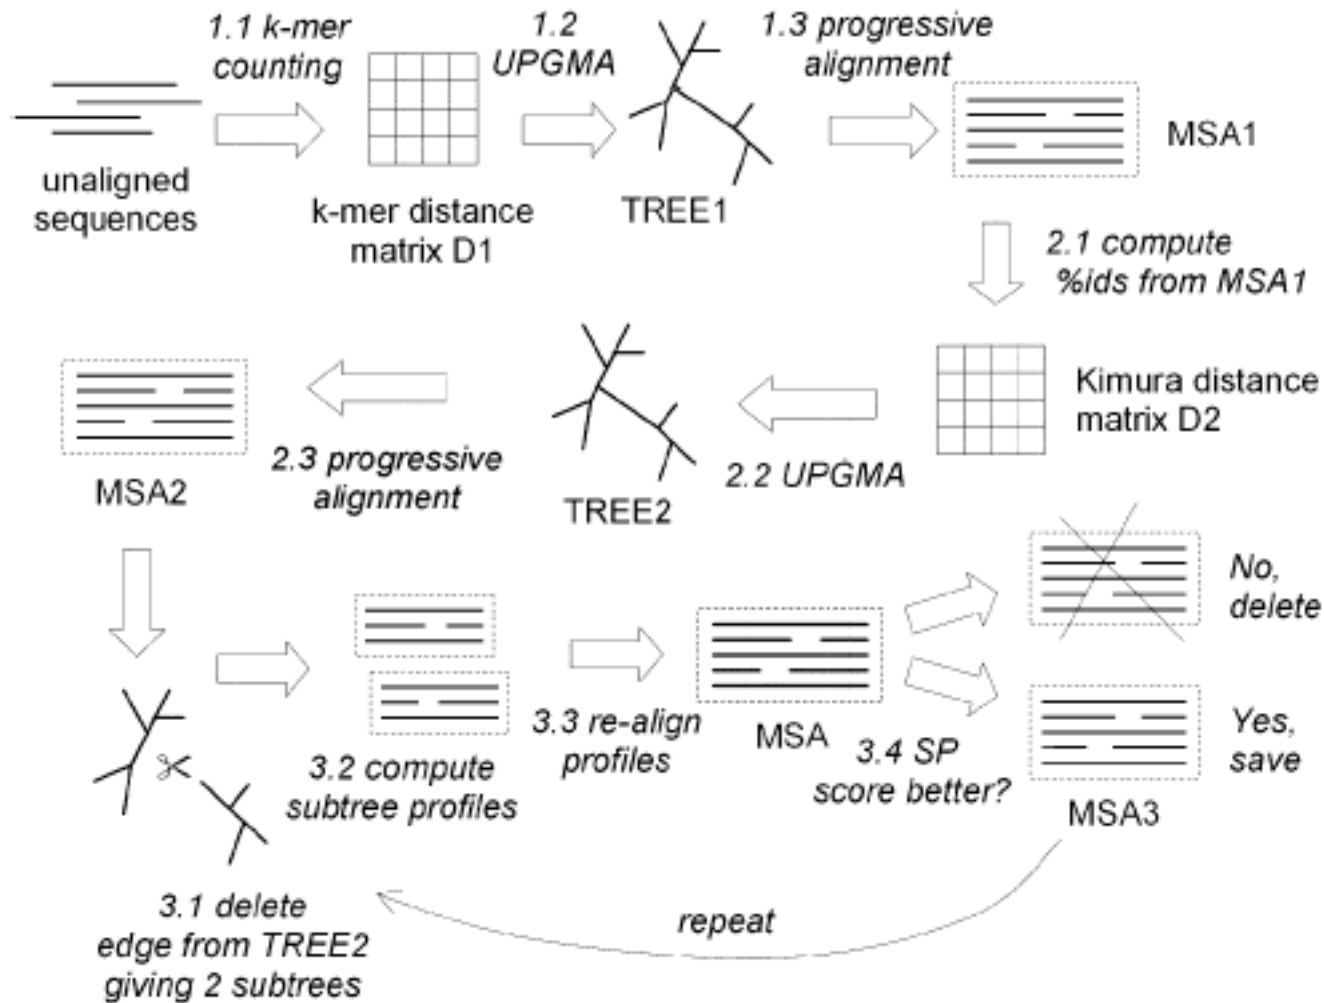 1.1 k-mer
counting
1.2
UPGMA
1.3 progressive
alignment
unaligned
sequences
k-mer distance
matrix D1
TREE1
MSA1
2.1 compute
%ids from MSA1
Kimura distance
matrix D2
2.2 UPGMA
TREE2
2.3 progressive
alignment
MSA2
3.1 delete
edge from TREE2
giving 2 subtrees
3.2 compute
subtree profiles
3.3 re-align
profiles
MSA
3.4 SP
score better?
No,
delete
Yes,
save
MSA3
repeat